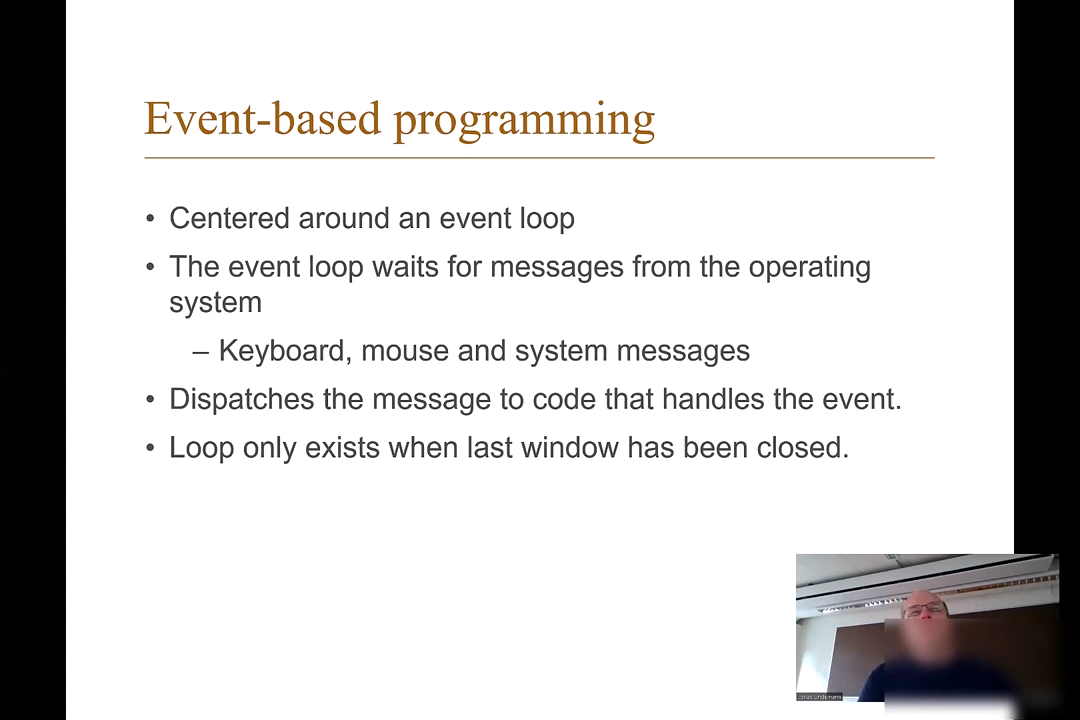 Event-based programming
• Centered around an event loop
• The event loop waits for messages from the operating
system
– Keyboard, mouse and system messages
• Dispatches the message to code that handles the event.
• Loop only exists when last window has been closed.